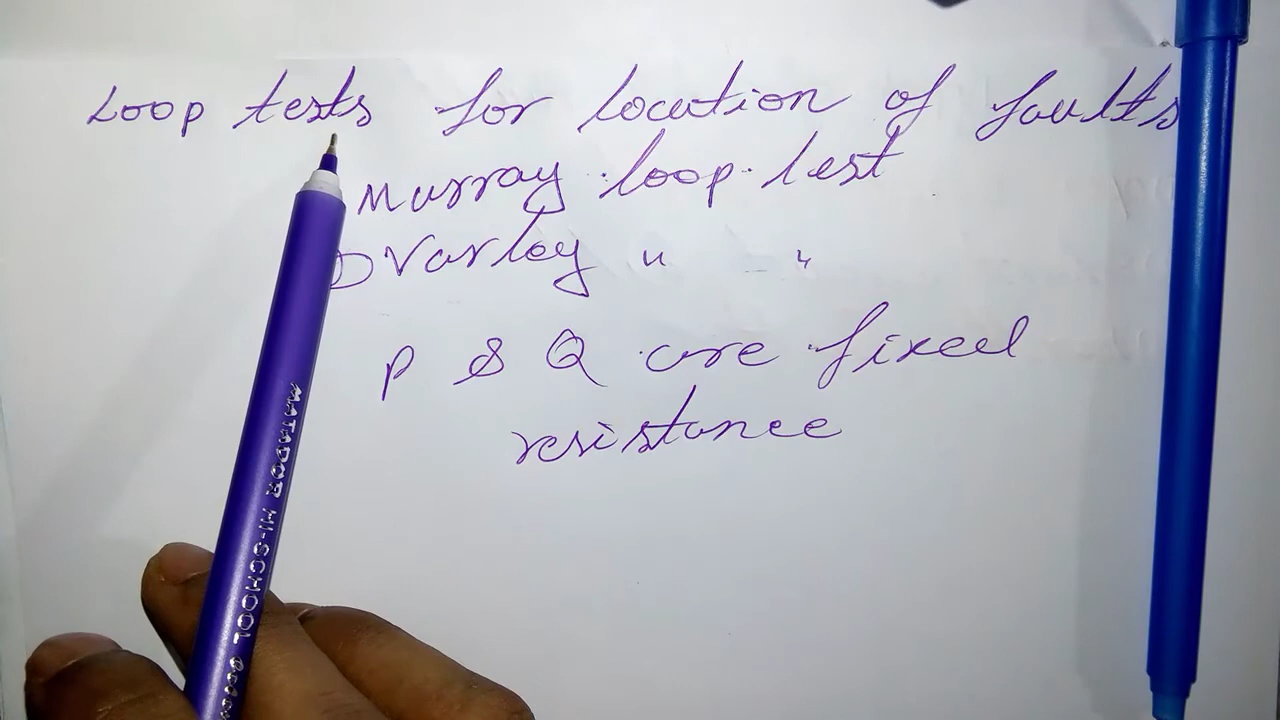 Loop tests for location of faults
Murray loop test
Varley " "
P & Q are fixed
resistance
MATADOR HI-SCHOOL